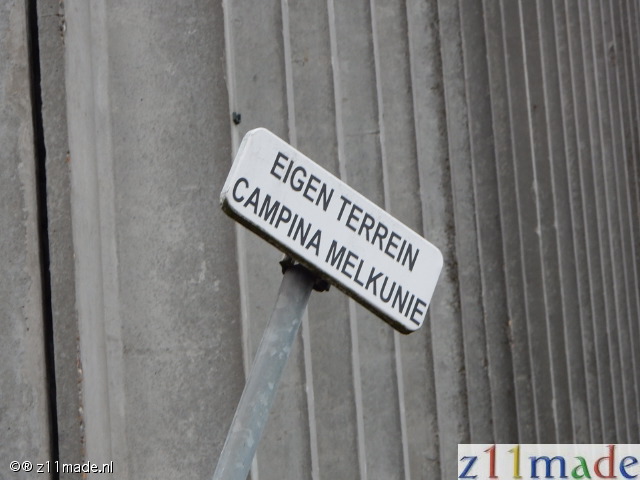 EIGEN TERREIN
CAMPINA MELKUNIE
©® z11made.nl
z11made